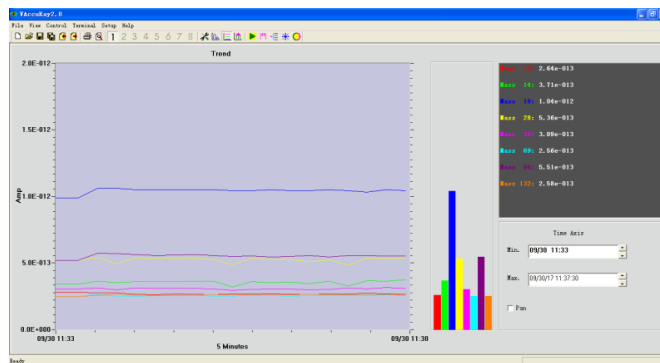 VAccuRay2.0
File View Control Terminal Setup Help
1 2 3 4 5 6 7 8
Trend
2.0E-012
1.5E-012
1.0E-012
5.0E-013
0.0E+000
Amp
09/30 11:33
09/30 11:38
5 Minutes
2.64e-013
Mass 14: 3.71e-013
Mass 18: 1.04e-012
Mass 28: 5.36e-013
3.09e-013
Mass 69: 2.56e-013
5.51e-013
Mass 132: 2.58e-013
Time Axis
Min. 09/30 11:33
Max. 09/30/17 11:37:30
Pan
Ready